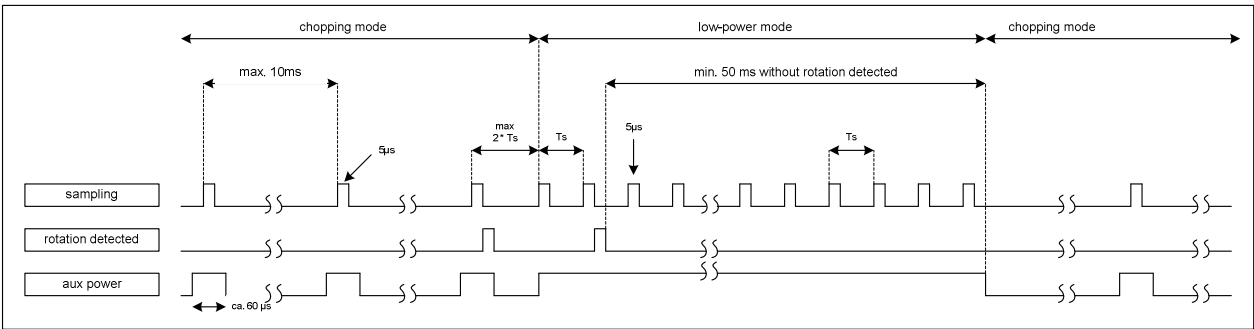 chopping mode
low-power mode
chopping mode
max. 10ms
min. 50 ms without rotation detected
max
2* Ts
Ts
5µs
Ts
5µs
sampling
rotation detected
aux power
ca. 60 µs